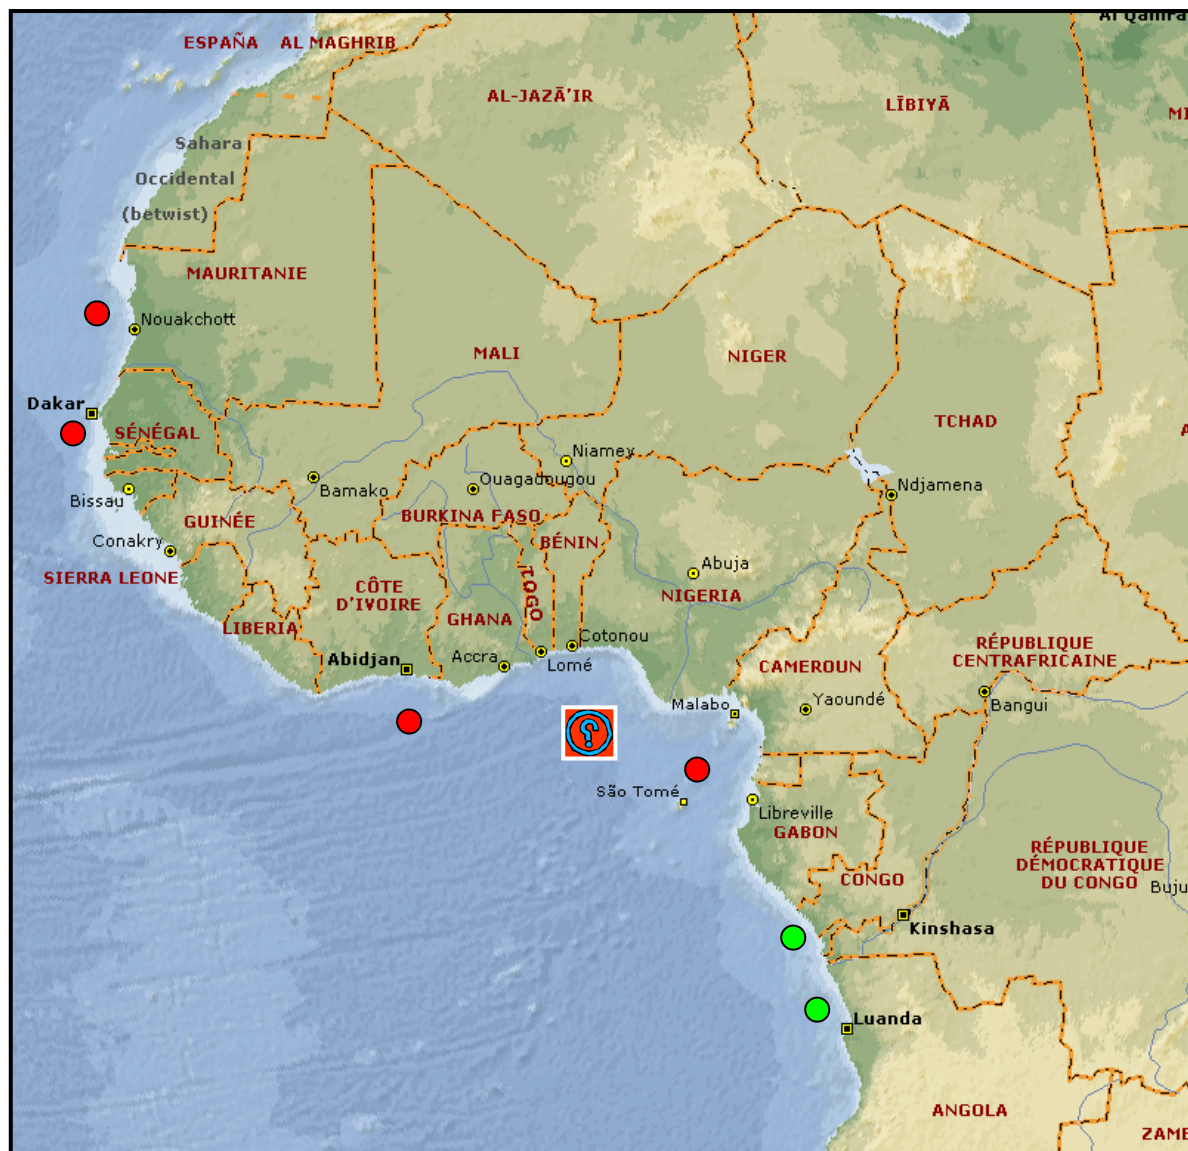 Al Qahira
ESPAÑA AL MAGHRIB
AL-JAZĀ'IR
LĪBIYĀ
MI
Sahara
Occidental
(betwist)
MAURITANIE
Nouakchott
MALI
NIGER
TCHAD
Dakar
SÉNÉGAL
A
Niamey
Bamako
Ouagadougou
Ndjamena
Bissau
GUINÉE
BURKINA FASO
BÉNIN
Conakry
Abuja
SIERRA LEONE
CÔTE
D'IVOIRE
TOGO
NIGERIA
GHANA
LIBERIA
Cotonou
RÉPUBLIQUE
CENTRAFRICAINE
Abidjan
Accra
Lomé
CAMEROUN
Malabo
Yaoundé
Bangui
?
São Tomé
Libreville
GABON
RÉPUBLIQUE
DÉMOCRATIQUE
DU CONGO
CONGO
Buju
Kinshasa
Luanda
ANGOLA
ZAMB